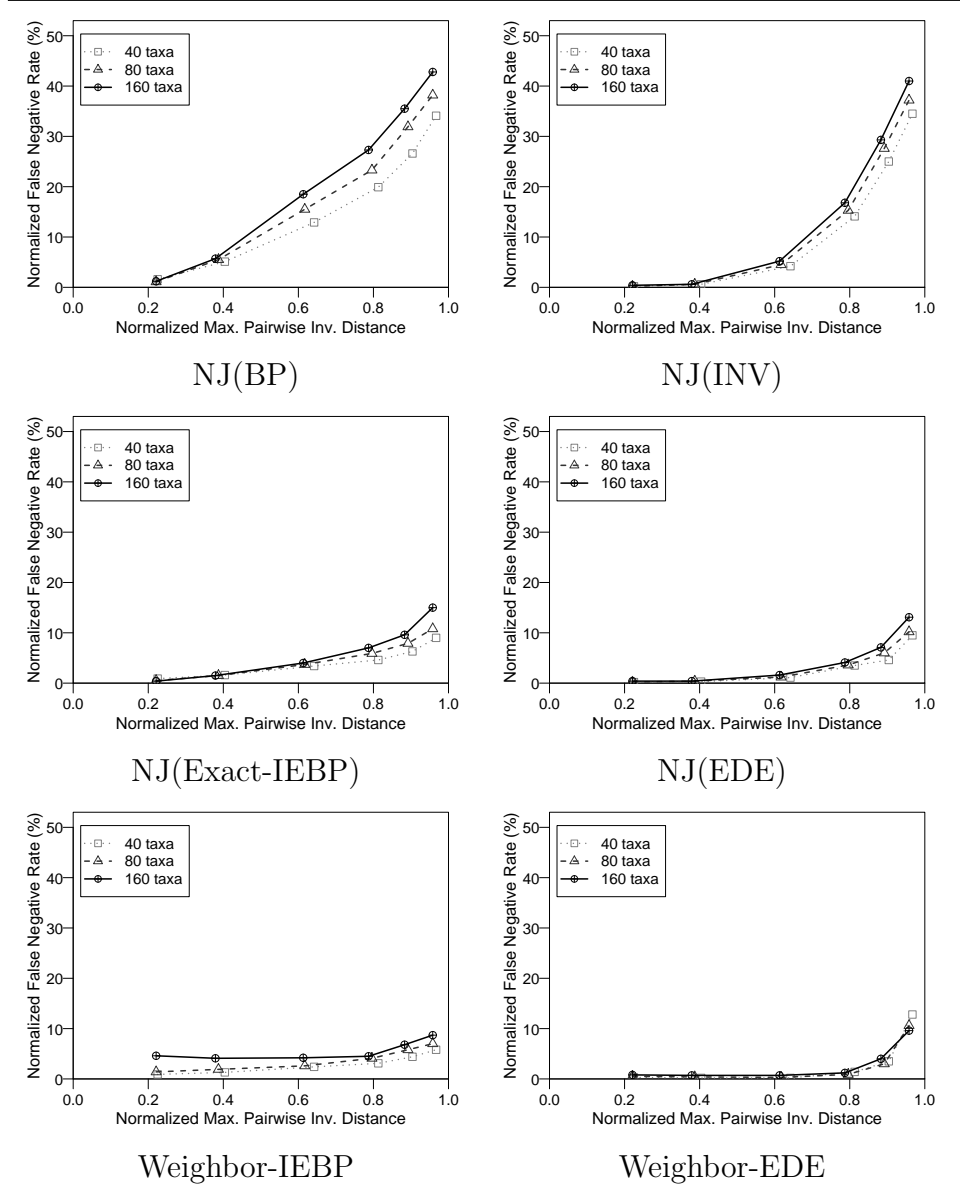 Normalized False Negative Rate (%)
50
40
30
20
10
0
40 taxa
80 taxa
160 taxa
0.0 0.2 0.4 0.6 0.8 1.0
Normalized Max. Pairwise Inv. Distance
NJ(BP)
Normalized False Negative Rate (%)
50
40
30
20
10
0
40 taxa
80 taxa
160 taxa
0.0 0.2 0.4 0.6 0.8 1.0
Normalized Max. Pairwise Inv. Distance
NJ(INV)
Normalized False Negative Rate (%)
50
40
30
20
10
0
40 taxa
80 taxa
160 taxa
0.0 0.2 0.4 0.6 0.8 1.0
Normalized Max. Pairwise Inv. Distance
NJ(Exact-IEBP)
Normalized False Negative Rate (%)
50
40
30
20
10
0
40 taxa
80 taxa
160 taxa
0.0 0.2 0.4 0.6 0.8 1.0
Normalized Max. Pairwise Inv. Distance
NJ(EDE)
Normalized False Negative Rate (%)
50
40
30
20
10
0
40 taxa
80 taxa
160 taxa
0.0 0.2 0.4 0.6 0.8 1.0
Normalized Max. Pairwise Inv. Distance
Weighbor-IEBP
Normalized False Negative Rate (%)
50
40
30
20
10
0
40 taxa
80 taxa
160 taxa
0.0 0.2 0.4 0.6 0.8 1.0
Normalized Max. Pairwise Inv. Distance
Weighbor-EDE